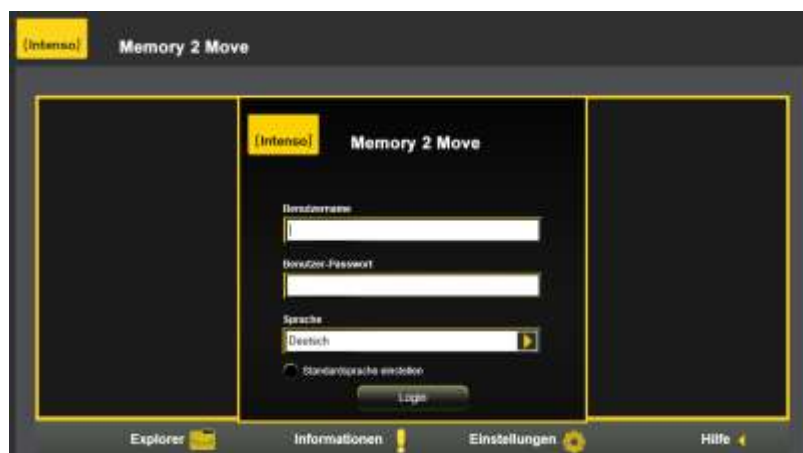 (Intenso) Memory 2 Move
(Intenso) Memory 2 Move
Benutzername
Benutzer-Passwort
Sprache
Deutsch
Standardsprache einstellen
Login
Explorer Informationen Einstellungen Hilfe